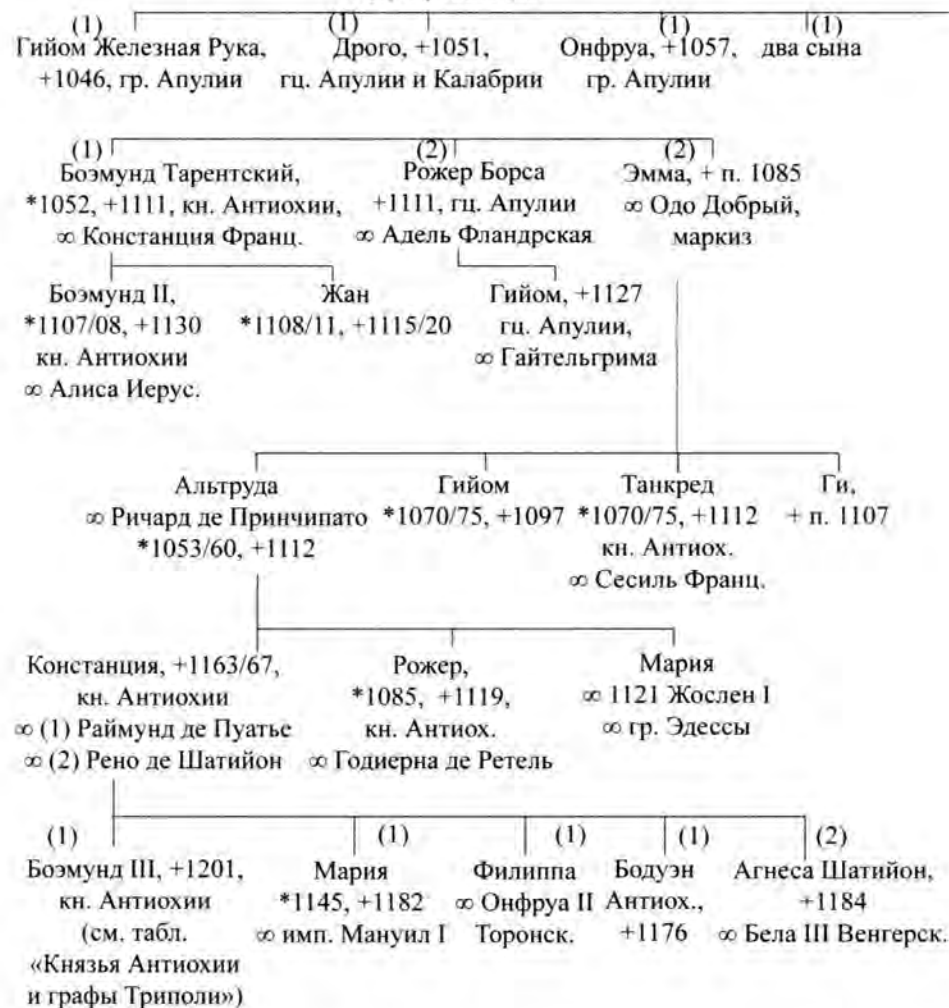 (1) (1) (1) (1)
Гийом Железная Рука, Дрого, +1051, Онфруа, +1057, два сына
+1046, гр. Апулии гц. Апулии и Калабрии гр. Апулии
(1) (2) (2)
Боэмунд Тарентский, Рожер Борса Эмма, + п. 1085
*1052, +1111, кн. Антиохии, +1111, гц. Апулии ∞ Одо Добрый,
∞ Констанция Франц. ∞ Адель Фландрская маркиз
Боэмунд II, Жан Гийом, +1127
*1107/08, +1130 *1108/11, +1115/20 гц. Апулии,
кн. Антиохии ∞ Гайтельгрима
∞ Алиса Иерус.
Альтруда Гийом Танкред Ги,
∞ Ричард де Принчипато *1070/75, +1097 *1070/75, +1112 + п. 1107
*1053/60, +1112 кн. Антиох.
∞ Сесиль Франц.
Констанция, +1163/67, Рожер, Мария
кн. Антиохии *1085, +1119, ∞ 1121 Жослен I
∞ (1) Раймунд де Пуатье кн. Антиох. ∞ гр. Эдессы
∞ (2) Рено де Шатийон ∞ Годиерна де Ретель
(1) (1) (1) (1) (2)
Боэмунд III, +1201, Мария Филиппа Бодуэн Агнеса Шатийон,
кн. Антиохии *1145, +1182 ∞ Онфруа II Антиох., +1184
(см. табл. ∞ имп. Мануил I Торонск. +1176 ∞ Бела III Венгерск.
«Князья Антиохии
и графы Триполи»)